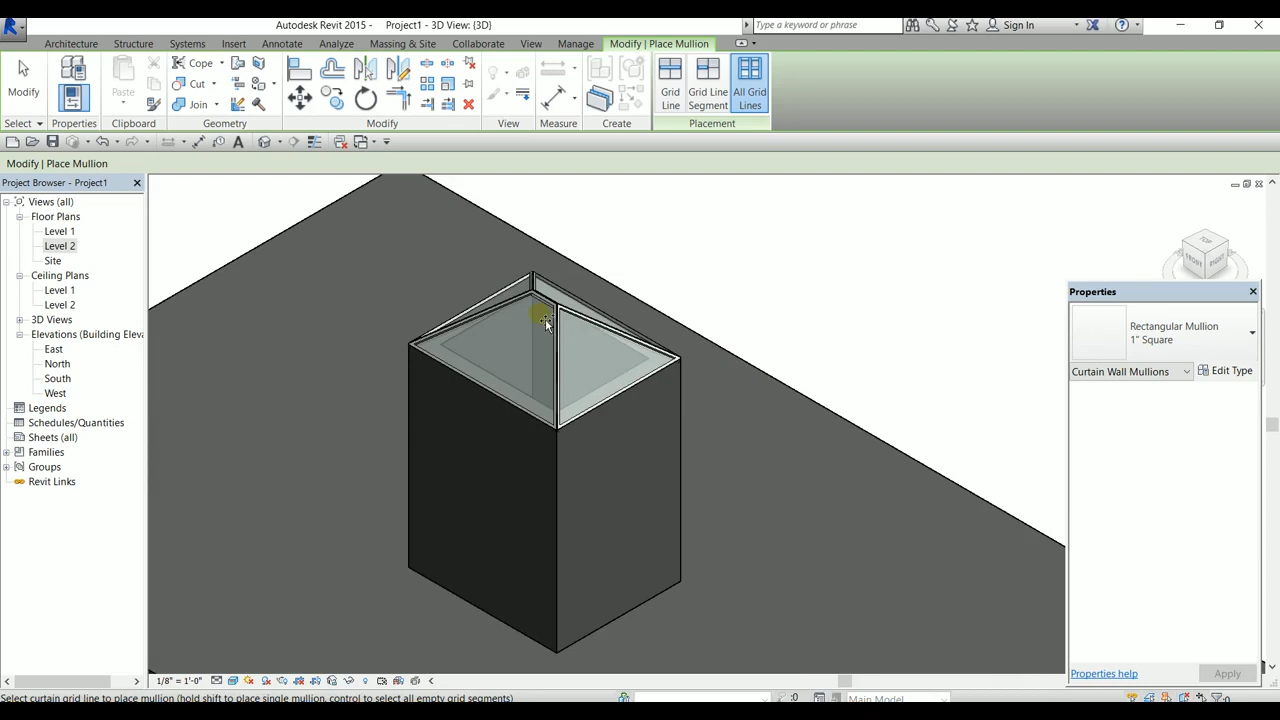 Autodesk Revit 2015 - Project1 - 3D View: {3D}
Type a keyword or phrase
Sign In
Architecture Structure Systems Insert Annotate Analyze Massing & Site Collaborate View Manage Modify | Place Mullion
Modify
Paste
Cope
Cut
Join
Grid Line
Grid Line Segment
All Grid Lines
Select Properties Clipboard Geometry Modify View Measure Create Placement
Modify | Place Mullion
Project Browser - Project1
Views (all)
Floor Plans
Level 1
Level 2
Site
Ceiling Plans
Level 1
Level 2
3D Views
Elevations (Building Eleva
East
North
South
West
Legends
Schedules/Quantities
Sheets (all)
Families
Groups
Revit Links
TOP
FRONT
RIGHT
Properties
Rectangular Mullion
1" Square
Curtain Wall Mullions
Edit Type
Properties help
Apply
1/8" = 1'-0"
Select curtain grid line to place mullion (hold shift to place single mullion, control to select all empty grid segments)
:0
Main Model
:0